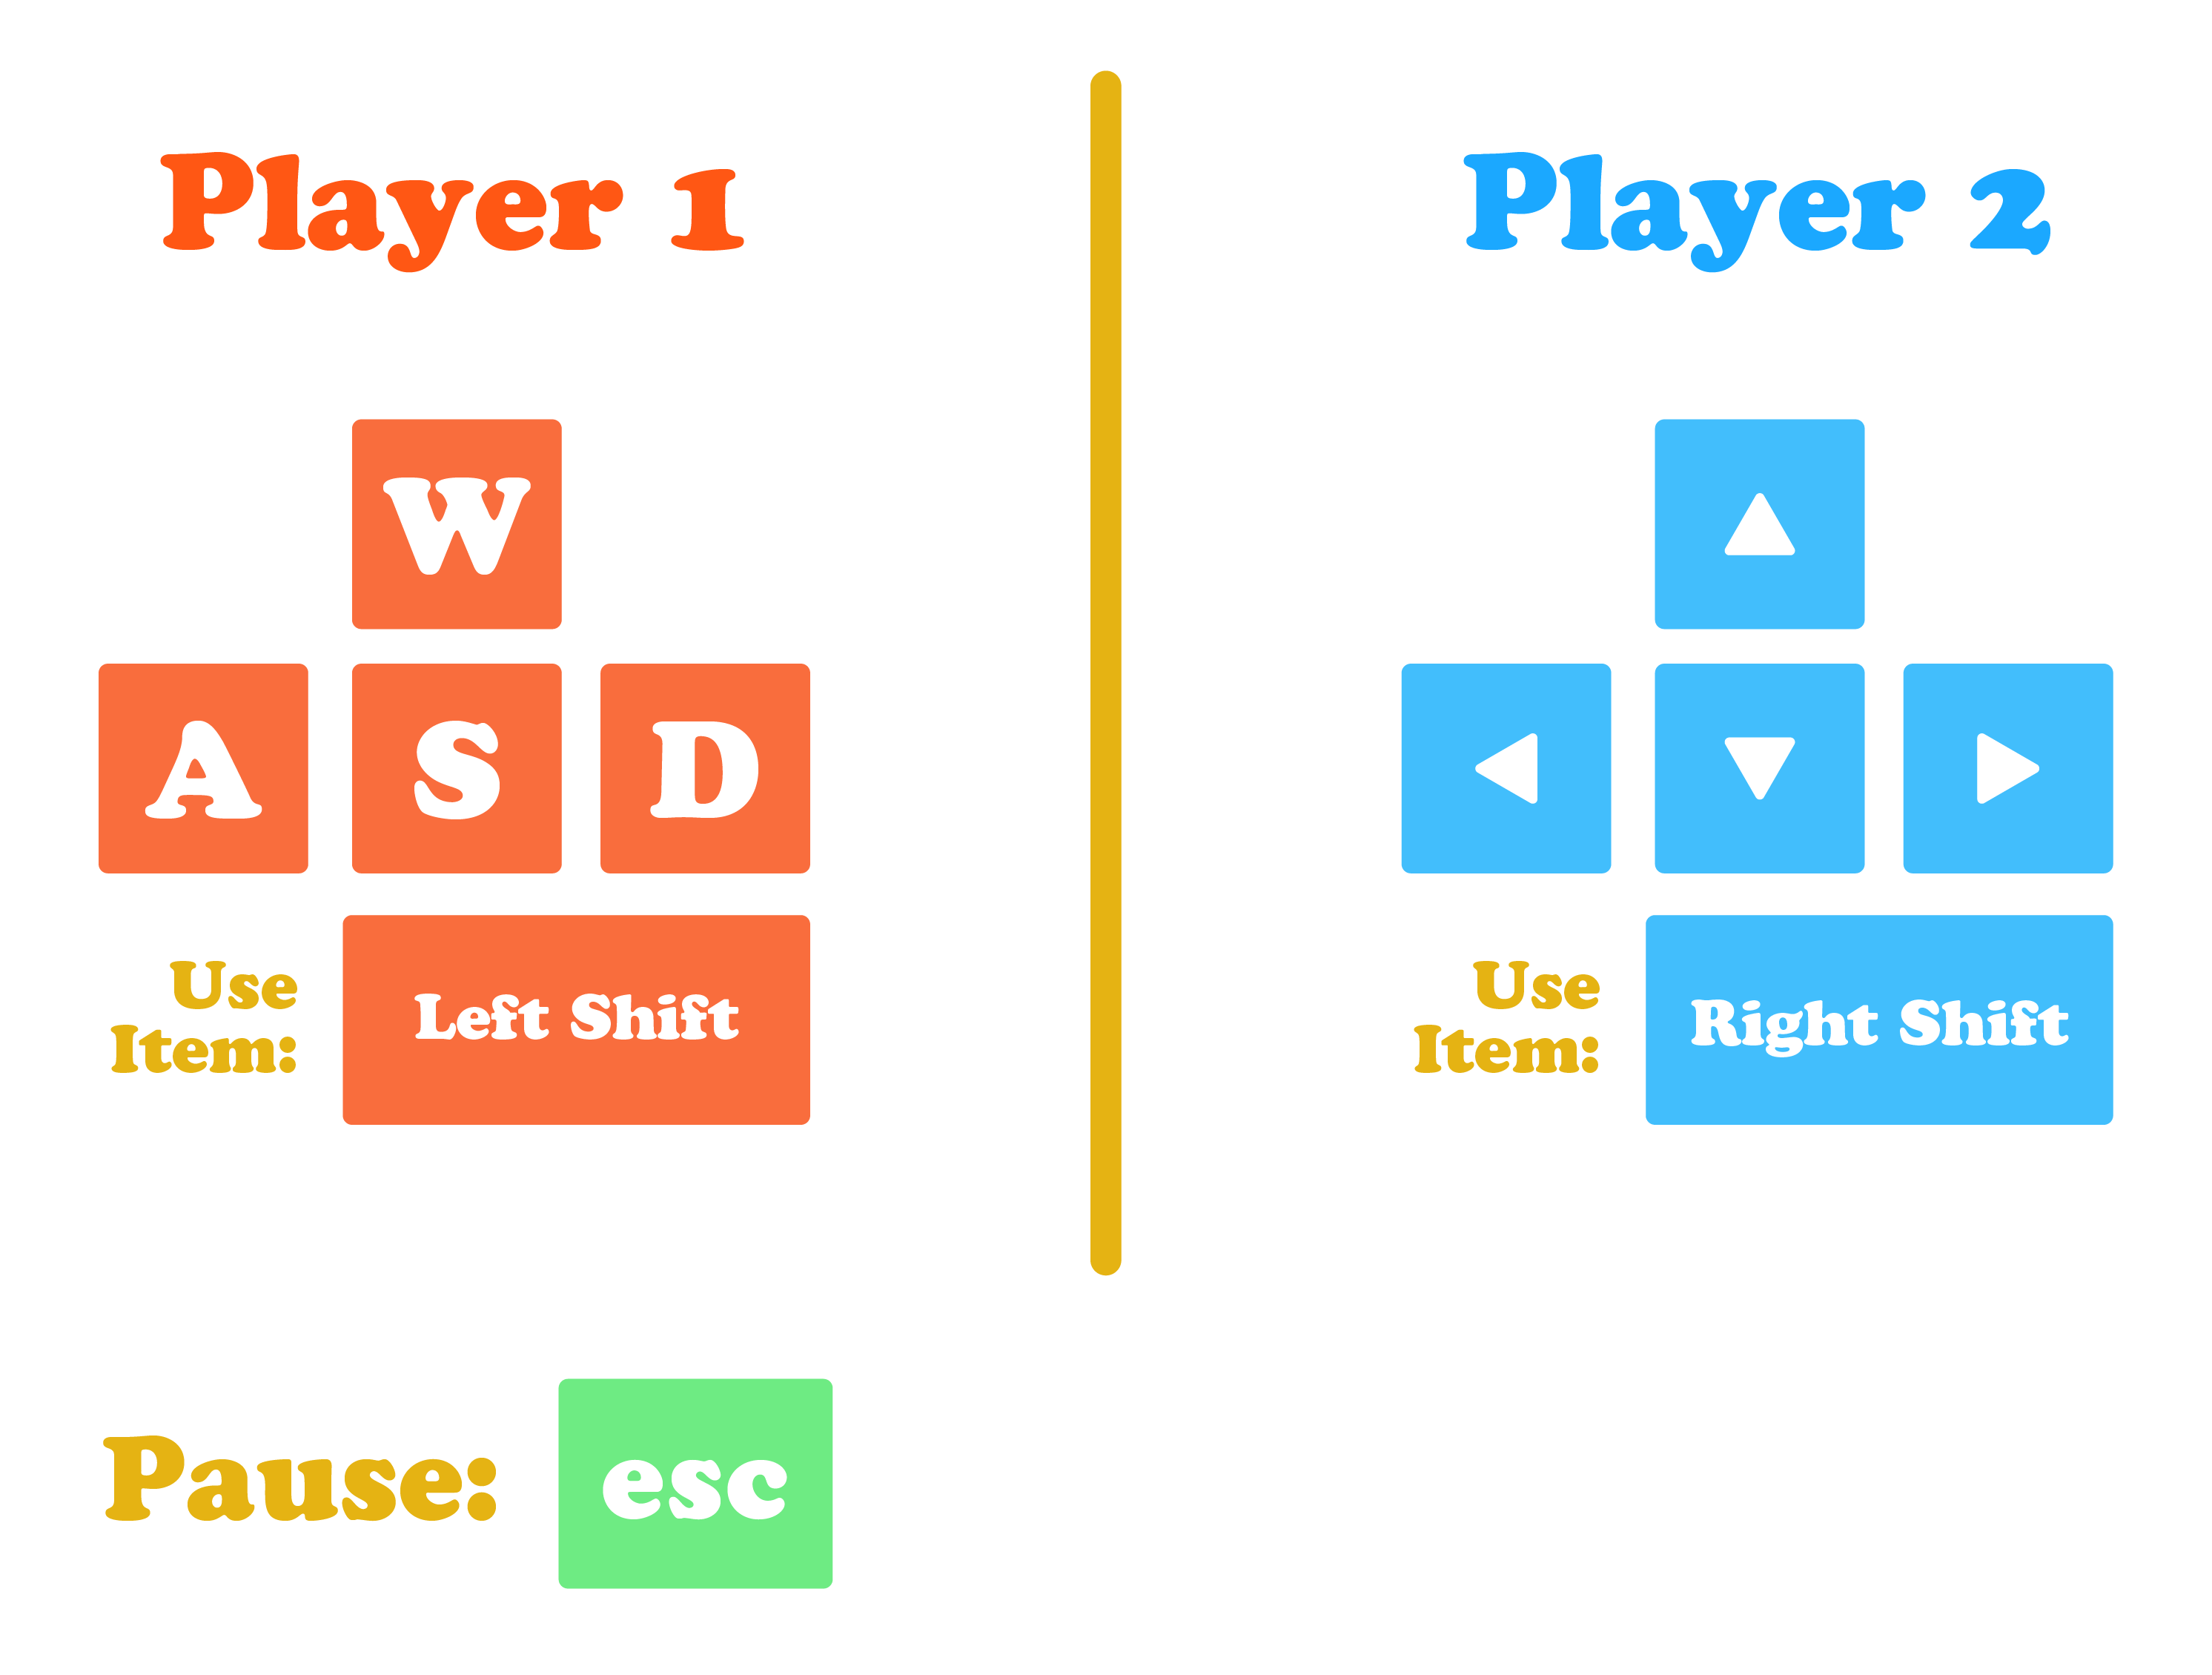 Player 1
W
A S D
Use
Item:
Left Shift
Player 2
Use
Item:
Right Shift
Pause:
esc